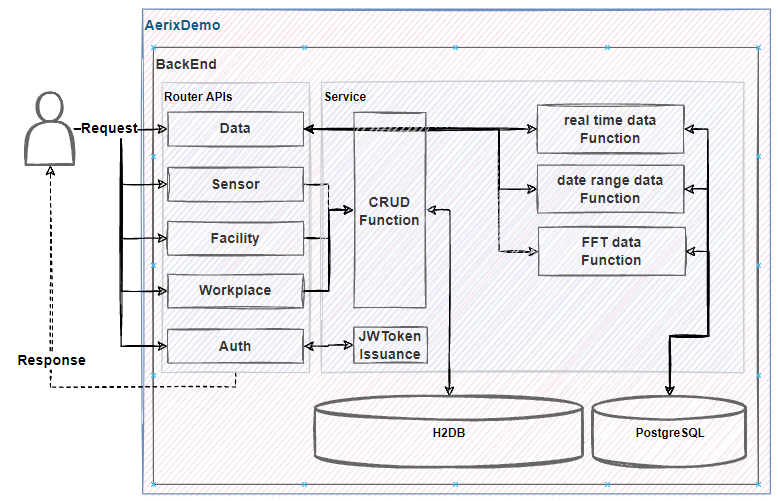 AerixDemo
BackEnd
Router APIs
Service
Request
Data
Sensor
Facility
Workplace
Auth
CRUD
Function
JWToken
Issuance
real time data
Function
date range data
Function
FFT data
Function
Response
H2DB
PostgreSQL